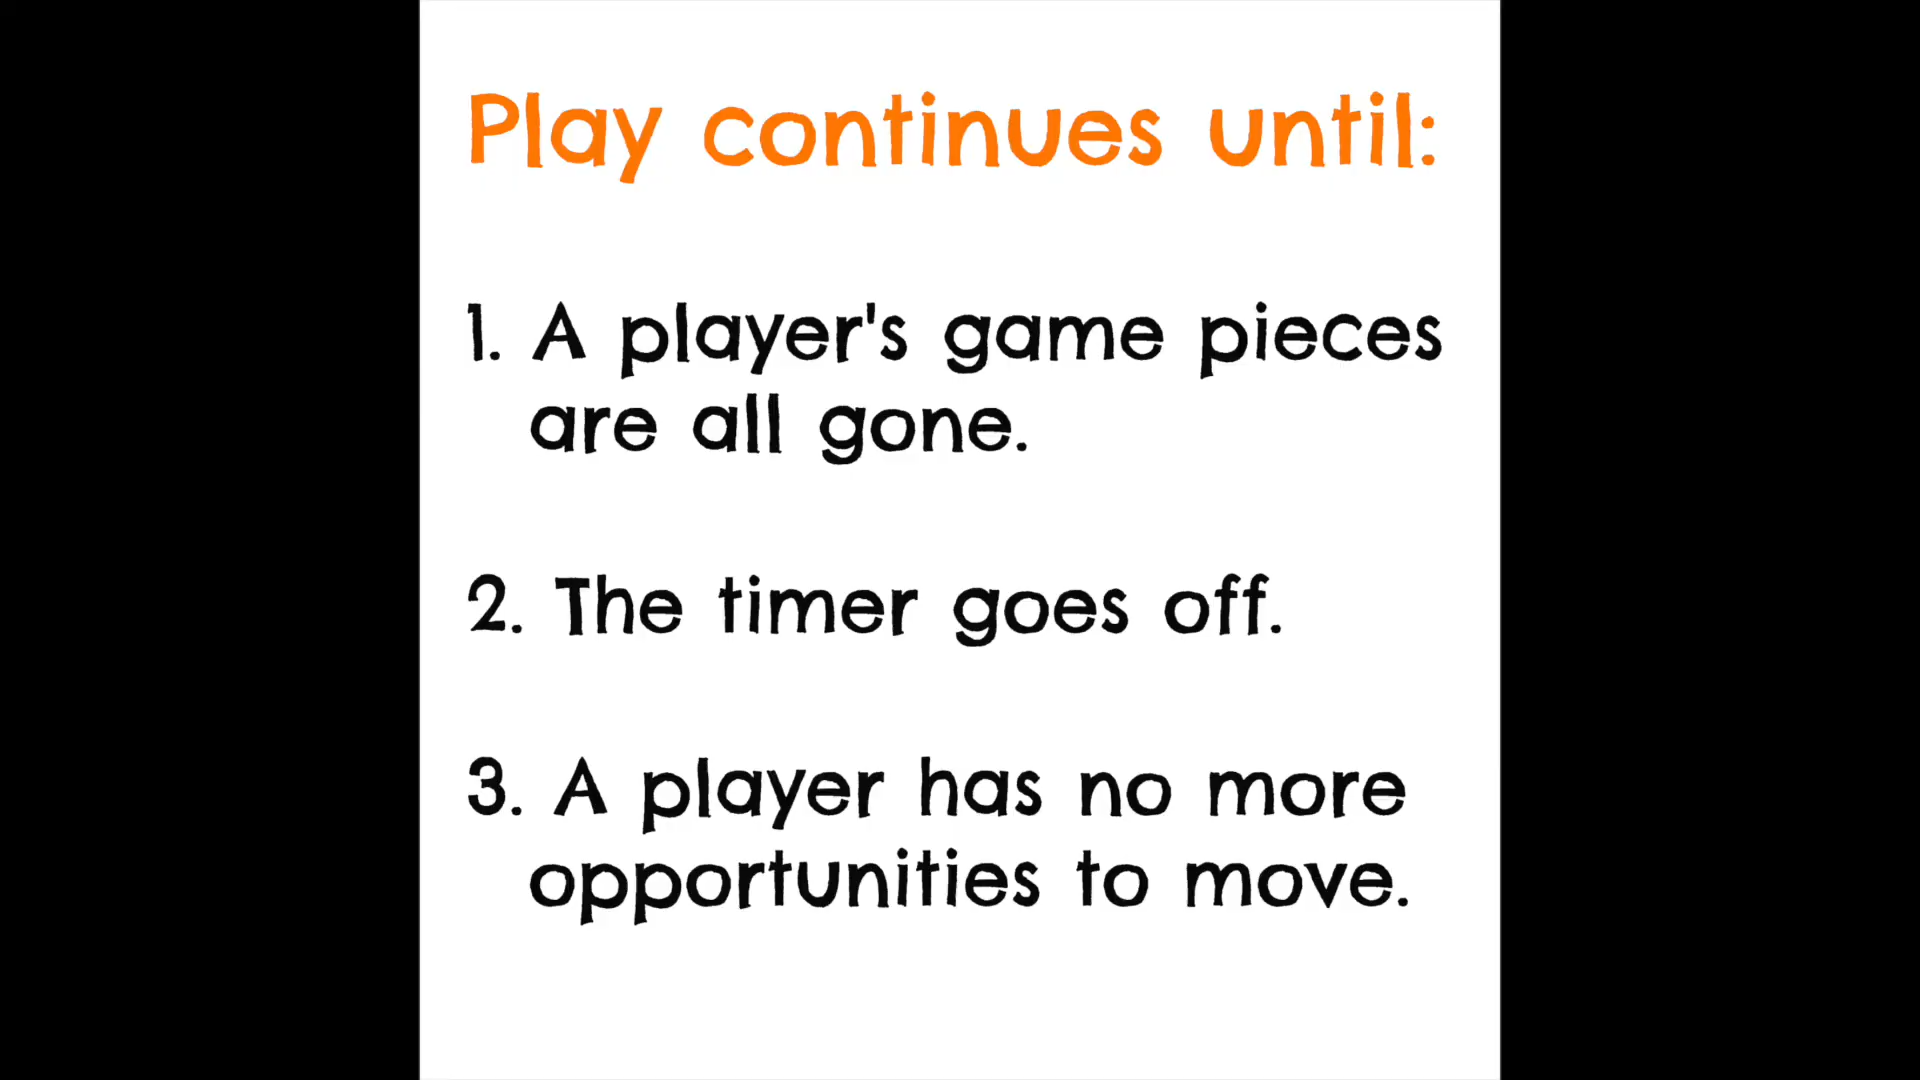 Play continues until:
1. A player's game pieces
are all gone.
2. The timer goes off.
3. A player has no more
opportunities to move.